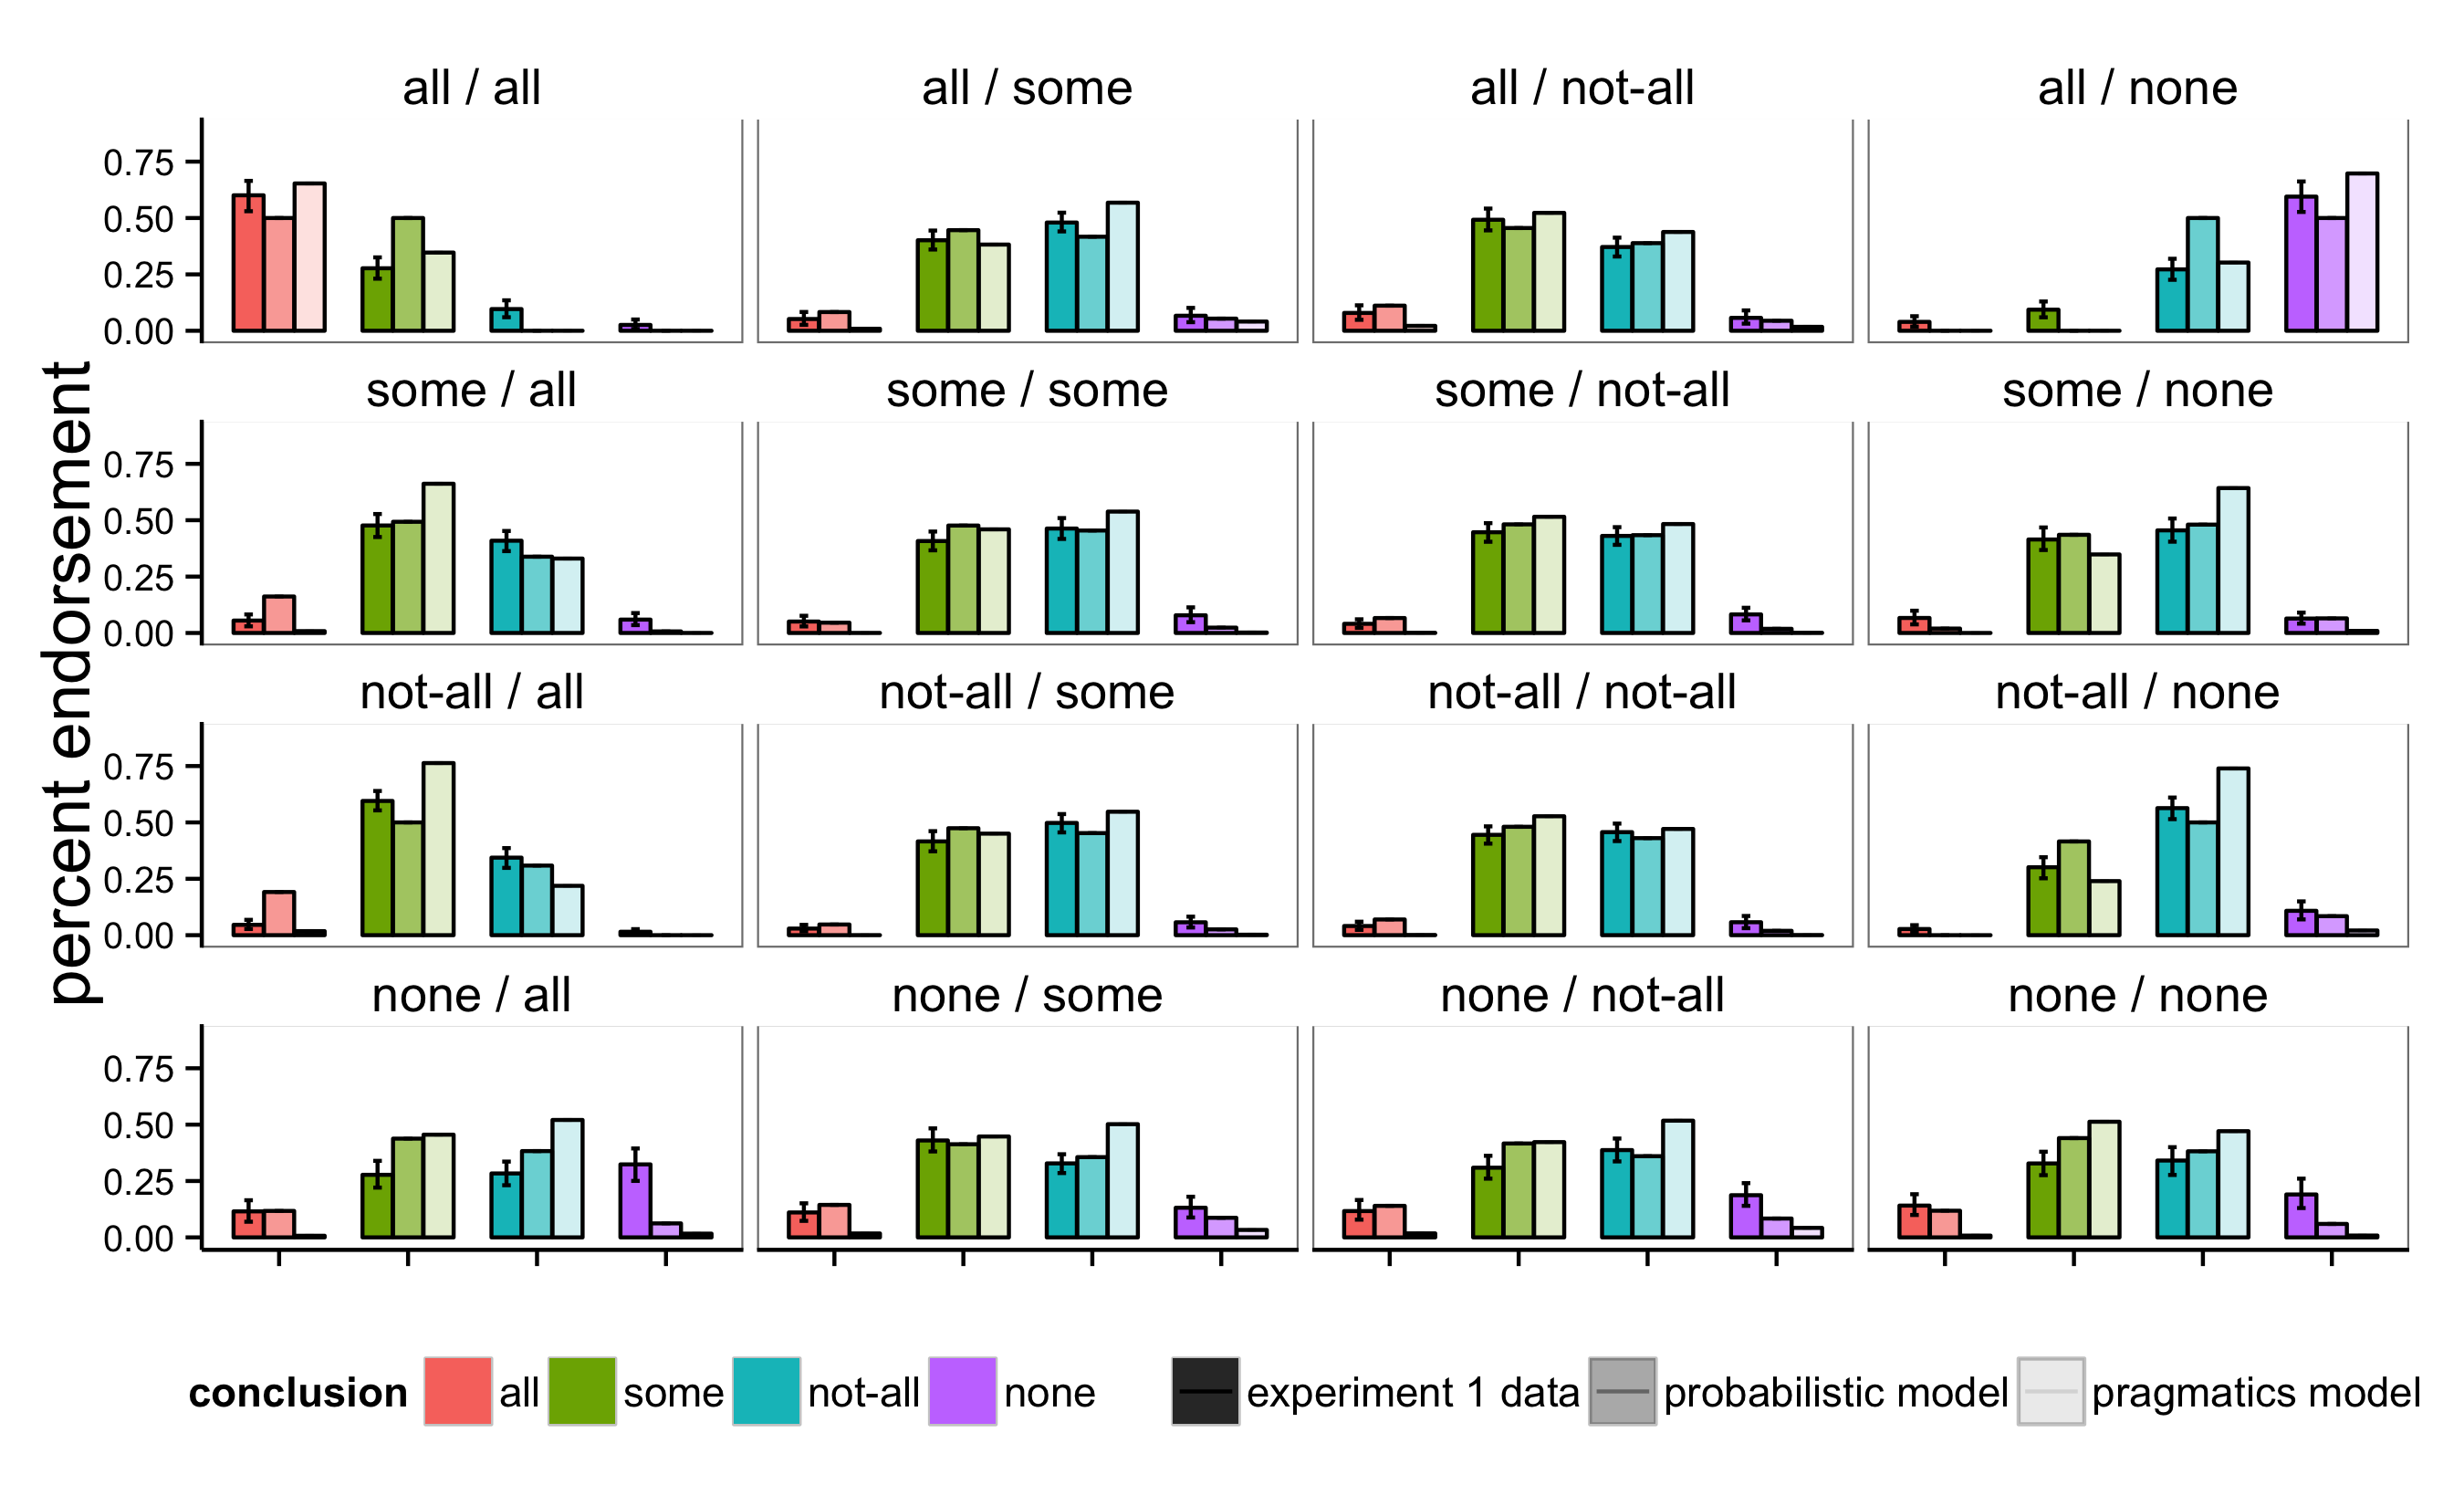 all / all
all / some
all / not-all
all / none
0.75
0.50
0.25
0.00
some / all
some / some
some / not-all
some / none
0.75
0.50
0.25
0.00
percent endorsement
not-all / all
not-all / some
not-all / not-all
not-all / none
0.75
0.50
0.25
0.00
none / all
none / some
none / not-all
none / none
0.75
0.50
0.25
0.00
conclusion all some not-all none experiment 1 data probabilistic model pragmatics model